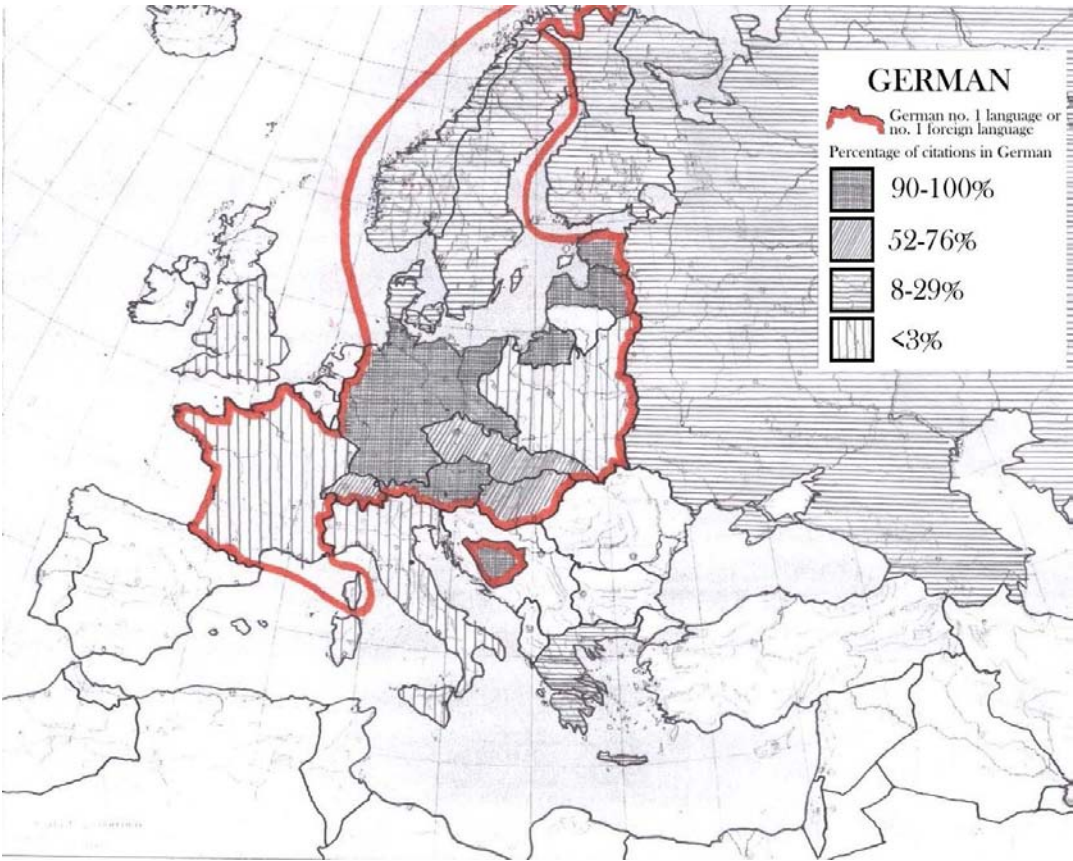 GERMAN
German no. 1 language or
no. 1 foreign language
Percentage of citations in German
90-100%
52-76%
8-29%
<3%